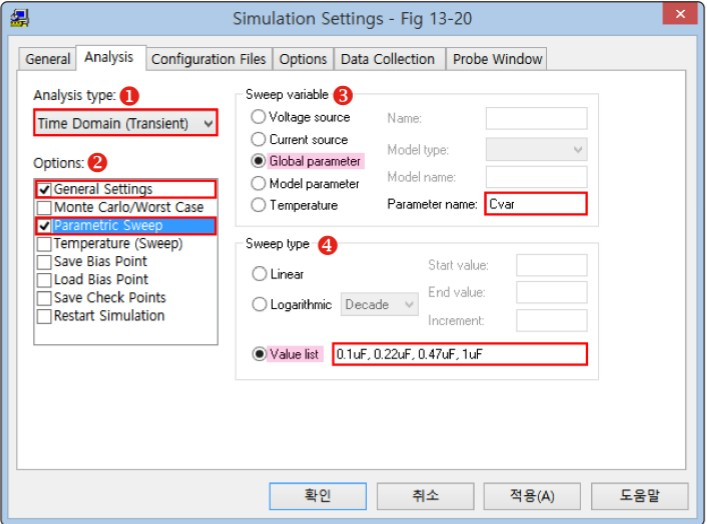 Simulation Settings - Fig 13-20
General Analysis Configuration Files Options Data Collection Probe Window
Analysis type: ❶
Time Domain (Transient)
Options: ❷
General Settings
Monte Carlo/Worst Case
Parametric Sweep
Temperature (Sweep)
Save Bias Point
Load Bias Point
Save Check Points
Restart Simulation
Sweep variable ❸
Voltage source
Current source
Global parameter
Model parameter
Temperature
Name:
Model type:
Model name:
Parameter name: Cvar
Sweep type ❹
Linear
Logarithmic Decade
Start value:
End value:
Increment:
Value list 0.1uF, 0.22uF, 0.47uF, 1uF
확인 취소 적용(A) 도움말